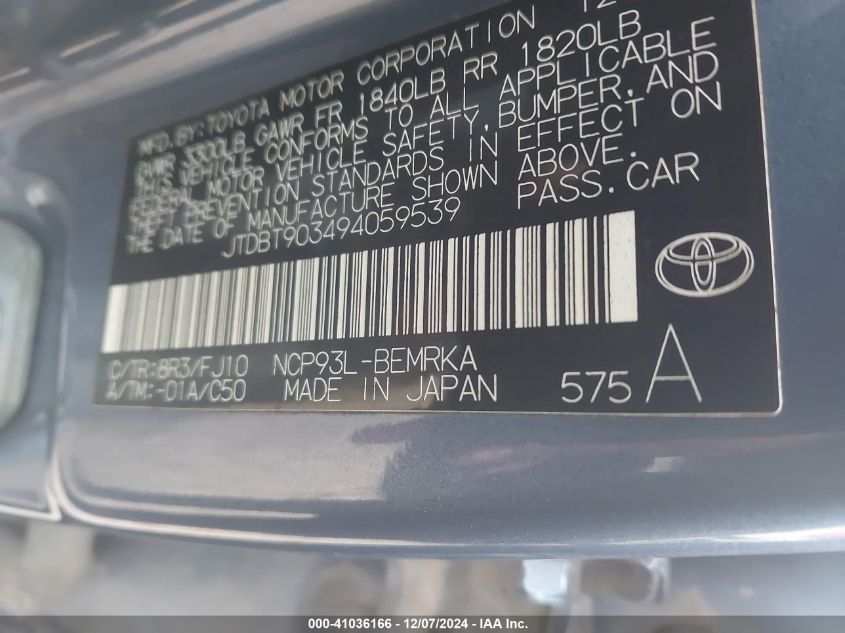 MFD. BY: TOYOTA MOTOR CORPORATION 12
GVWR 3300LB GAWR FR 1840LB RR 1820LB
THIS VEHICLE CONFORMS TO ALL APPLICABLE
FEDERAL MOTOR VEHICLE SAFETY, BUMPER, AND
THEFT PREVENTION STANDARDS IN EFFECT ON
THE DATE OF MANUFACTURE SHOWN ABOVE.
JTDBT903494059539 PASS. CAR
C/TR: 8R3/FJ10 NCP93L-BEMRKA
A/TM: -01A/C50 MADE IN JAPAN 575 A
000-41036166 - 12/07/2024 - IAA Inc.